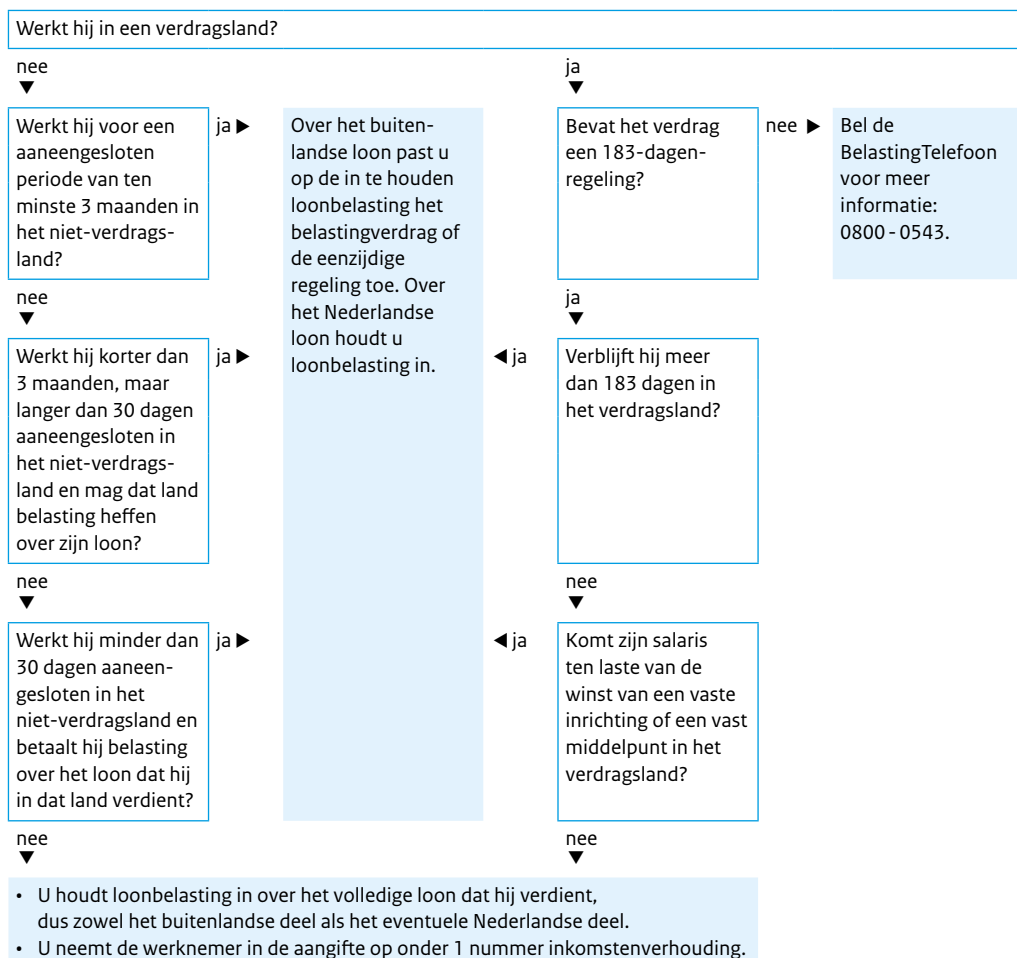 Werkt hij in een verdragsland?
nee
▼
ja
▼
Werkt hij voor een
aaneengesloten
periode van ten
minste 3 maanden in
het niet-verdrags-
land?
ja ▶
Over het buiten-
landse loon past u
op de in te houden
loonbelasting het
belastingverdrag of
de eenzijdige
regeling toe. Over
het Nederlandse
loon houdt u
loonbelasting in.
Bevat het verdrag
een 183-dagen-
regeling?
nee ▶
Bel de
BelastingTelefoon
voor meer
informatie:
0800 - 0543.
nee
▼
ja
▼
Werkt hij korter dan
3 maanden, maar
langer dan 30 dagen
aaneengesloten in
het niet-verdrags-
land en mag dat land
belasting heffen
over zijn loon?
ja ▶
◀ ja
Verblijft hij meer
dan 183 dagen in
het verdragsland?
nee
▼
nee
▼
Werkt hij minder dan
30 dagen aaneen-
gesloten in het
niet-verdragsland en
betaalt hij belasting
over het loon dat hij
in dat land verdient?
ja ▶
◀ ja
Komt zijn salaris
ten laste van de
winst van een vaste
inrichting of een vast
middelpunt in het
verdragsland?
nee
▼
nee
▼
• U houdt loonbelasting in over het volledige loon dat hij verdient,
dus zowel het buitenlandse deel als het eventuele Nederlandse deel.
• U neemt de werknemer in de aangifte op onder 1 nummer inkomstenverhouding.